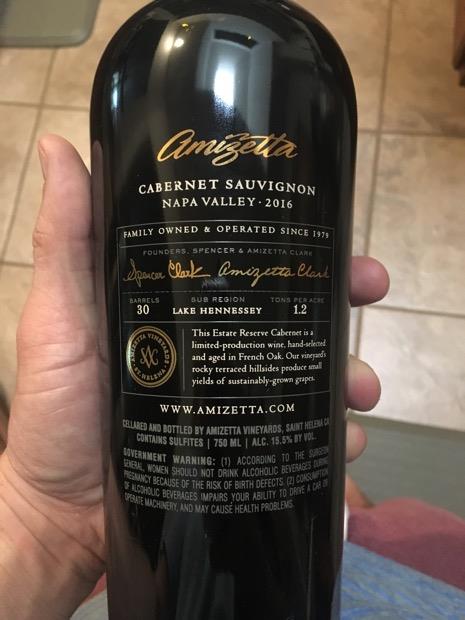 Amizetta
CABERNET SAUVIGNON
NAPA VALLEY · 2016
FAMILY OWNED & OPERATED SINCE 1979
FOUNDERS, SPENCER & AMIZETTA CLARK
Spencer Clark Amizetta Clark
BARRELS SUB REGION TONS PER ACRE
30 LAKE HENNESSEY 1.2
AMIZETTA VINEYARDS
SAC
ST HELENA
This Estate Reserve Cabernet is a
limited-production wine, hand-selected
and aged in French Oak. Our vineyard's
rocky terraced hillsides produce small
yields of sustainably-grown grapes.
WWW.AMIZETTA.COM
CELLARED AND BOTTLED BY AMIZETTA VINEYARDS, SAINT HELENA CA
CONTAINS SULFITES | 750 ML | ALC. 15.5% BY VOL.
GOVERNMENT WARNING: (1) ACCORDING TO THE SURGEON
GENERAL, WOMEN SHOULD NOT DRINK ALCOHOLIC BEVERAGES DURING
PREGNANCY BECAUSE OF THE RISK OF BIRTH DEFECTS. (2) CONSUMPTION
OF ALCOHOLIC BEVERAGES IMPAIRS YOUR ABILITY TO DRIVE A CAR OR
OPERATE MACHINERY, AND MAY CAUSE HEALTH PROBLEMS.